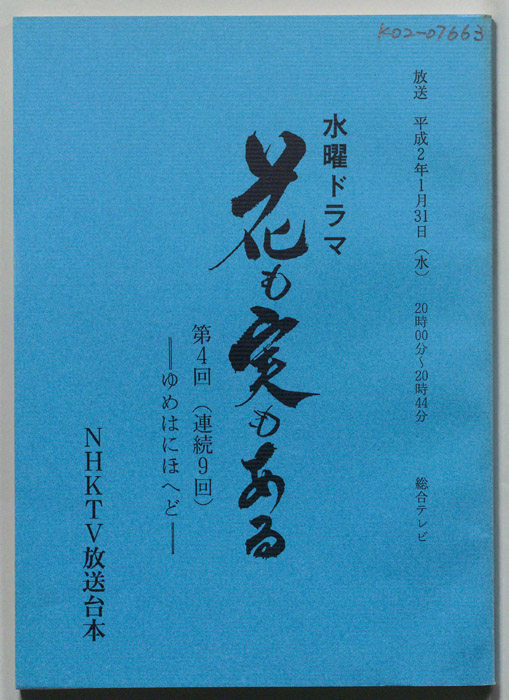 K02-07663
放送 平成2年1月31日（水） 20時00分～20時44分 総合テレビ
水曜ドラマ
花も実もある
第4回（連続9回）
══ゆめはにほへど══
NHKTV放送台本